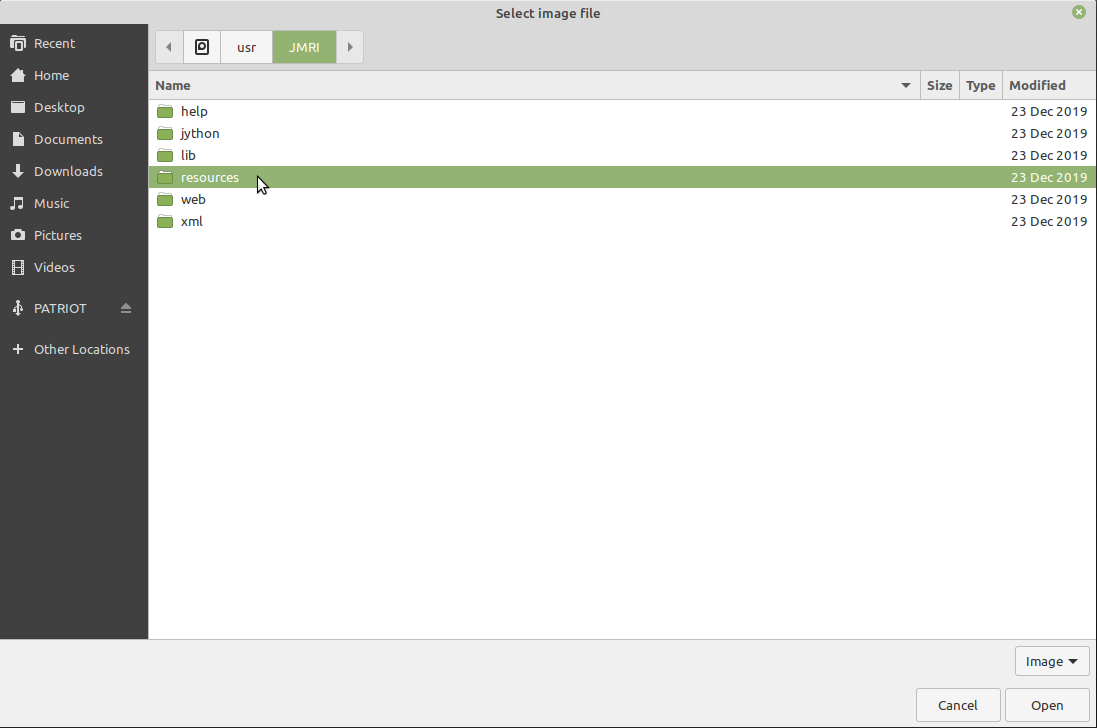 Select image file
Recent
Home
Desktop
Documents
Downloads
Music
Pictures
Videos
PATRIOT
Other Locations
usr JMRI
Name Size Type Modified
help 23 Dec 2019
jython 23 Dec 2019
lib 23 Dec 2019
resources 23 Dec 2019
web 23 Dec 2019
xml 23 Dec 2019
Image
Cancel Open